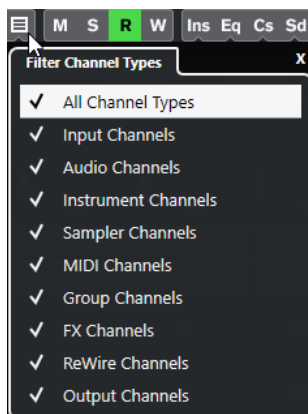 M S R W Ins Eq Cs Sd
Filter Channel Types X
All Channel Types
Input Channels
Audio Channels
Instrument Channels
Sampler Channels
MIDI Channels
Group Channels
FX Channels
ReWire Channels
Output Channels